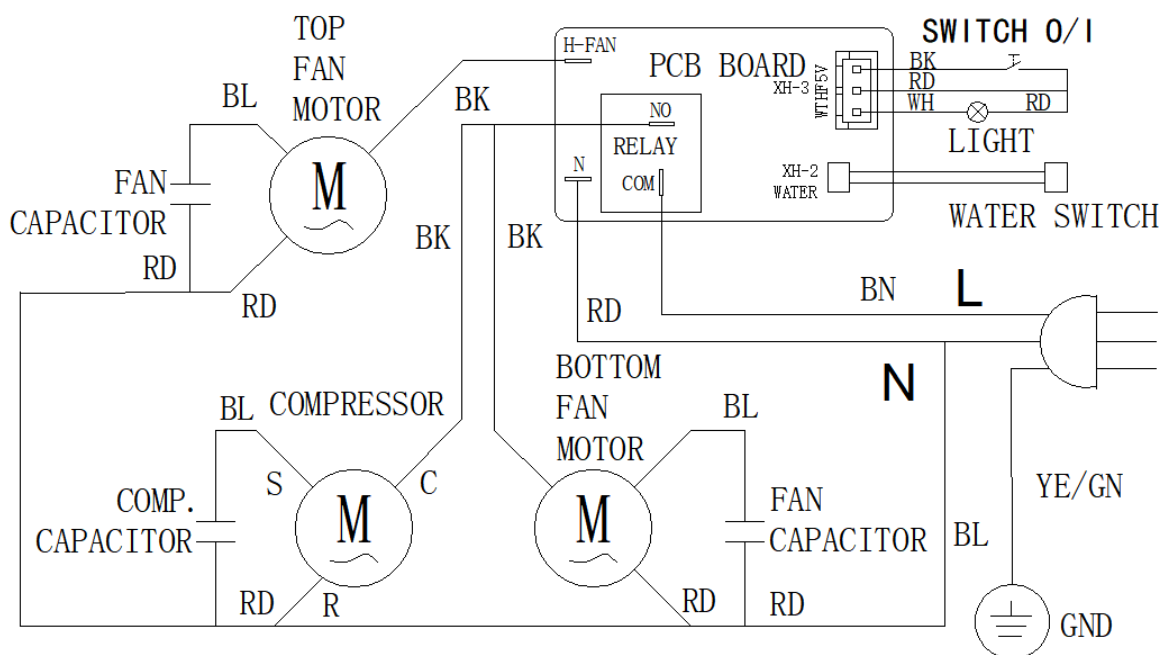 TOP
FAN
MOTOR
BL
M
FAN
CAPACITOR
RD
RD
BK
H-FAN
PCB BOARD
NO
RELAY
COM
N
XH-3
WTHF5V
XH-2
WATER
SWITCH O/I
BK
RD
WH
RD
LIGHT
WATER SWITCH
BK
BK
RD
BN
L
N
BL
COMPRESSOR
S
C
M
COMP.
CAPACITOR
RD
R
BOTTOM
FAN
MOTOR
BL
M
FAN
CAPACITOR
RD
RD
BL
YE/GN
GND